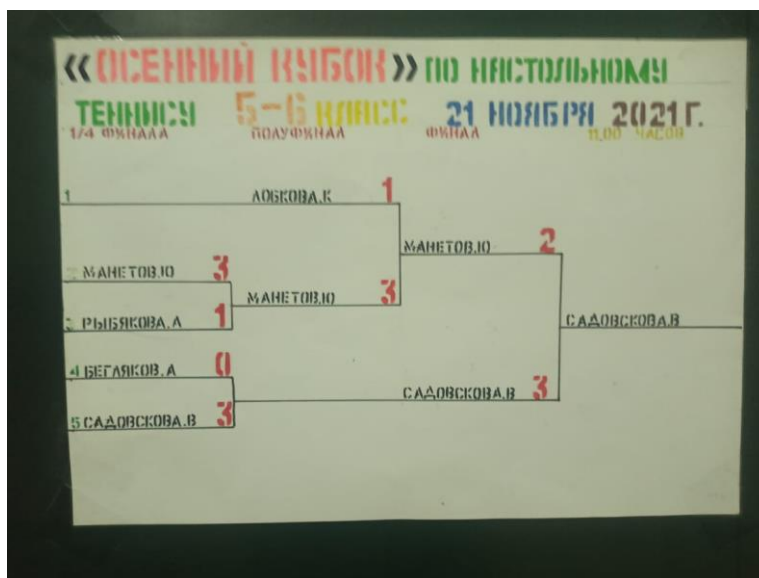 «ОСЕННИЙ КУБОК» ПО НАСТОЛЬНОМУ
ТЕННИСУ 5-6 КЛАСС 21 НОЯБРЯ 2021 Г.
1/4 ФИНАЛА ПОЛУФИНАЛ ФИНАЛ 11.00 ЧАСОВ
1 ЛОБКОВА.К 1
МАНЕТОВ.Ю 2
2 МАНЕТОВ.Ю 3
МАНЕТОВ.Ю 3
3 РЫБЯКОВА.А 1
САДОВСКОВА.В
4 БЕГЛЯКОВ.А 0
САДОВСКОВА.В 3
5 САДОВСКОВА.В 3